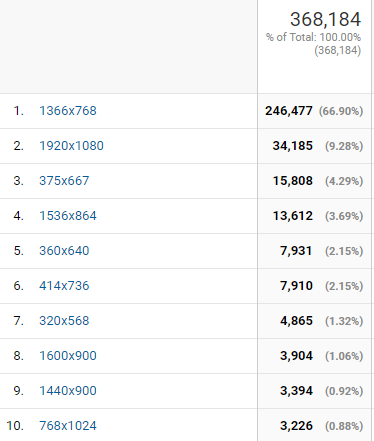 368,184
% of Total: 100.00%
(368,184)
1. 1366x768 246,477 (66.90%)
2. 1920x1080 34,185 (9.28%)
3. 375x667 15,808 (4.29%)
4. 1536x864 13,612 (3.69%)
5. 360x640 7,931 (2.15%)
6. 414x736 7,910 (2.15%)
7. 320x568 4,865 (1.32%)
8. 1600x900 3,904 (1.06%)
9. 1440x900 3,394 (0.92%)
10. 768x1024 3,226 (0.88%)